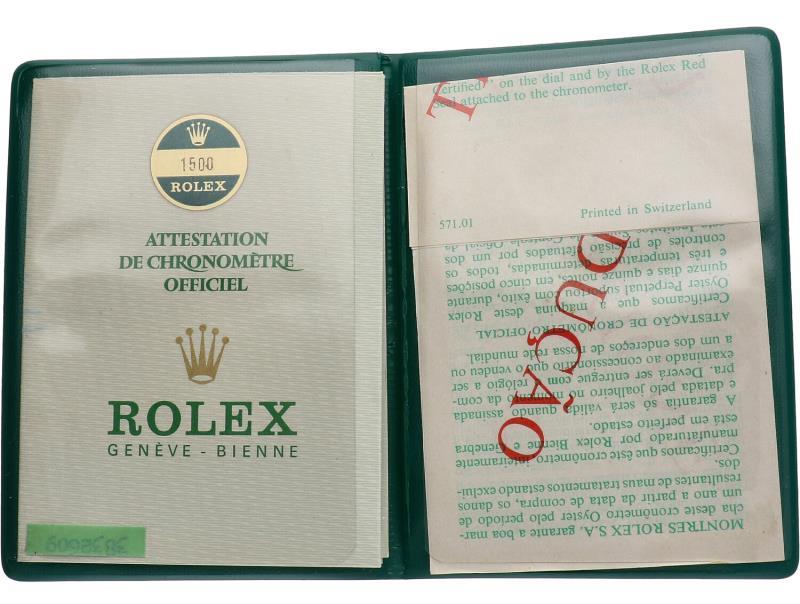 1500
ROLEX
ATTESTATION
DE CHRONOMÈTRE
OFFICIEL
ROLEX
GENÈVE - BIENNE
3832609
Certified" on the dial and by the Rolex Red
Seal attached to the chronometer.
571.01
Printed in Switzerland
T
DUÇÃO
MONTRES ROLEX S.A. garante a boa mar-
cha deste cronômetro Oyster pelo período de
um ano a partir da data de compra, os danos
resultantes de maus tratamentos estando excluí-
dos.
Certificamos que êste cronômetro inteiramente
manufaturado por Rolex Bienne e Genebra
está em perfeito estado.
A garantia só será válida quando assinada
e datada pelo joalheiro no momento da com-
pra. Deverá ser entregue com o relógio a ser
examinado ao concessionário que o vendeu ou
a um dos endereços de nossa rede mundial.
ATESTAÇÃO DE CRONÔMETRO OFICIAL
Certificamos que a máquina deste Rolex
Oyster Perpetual suportou com êxito, durante
quinze dias e quinze noites, em cinco posições
e três temperaturas determinadas, todos os
controles de precisão efetuados por um dos